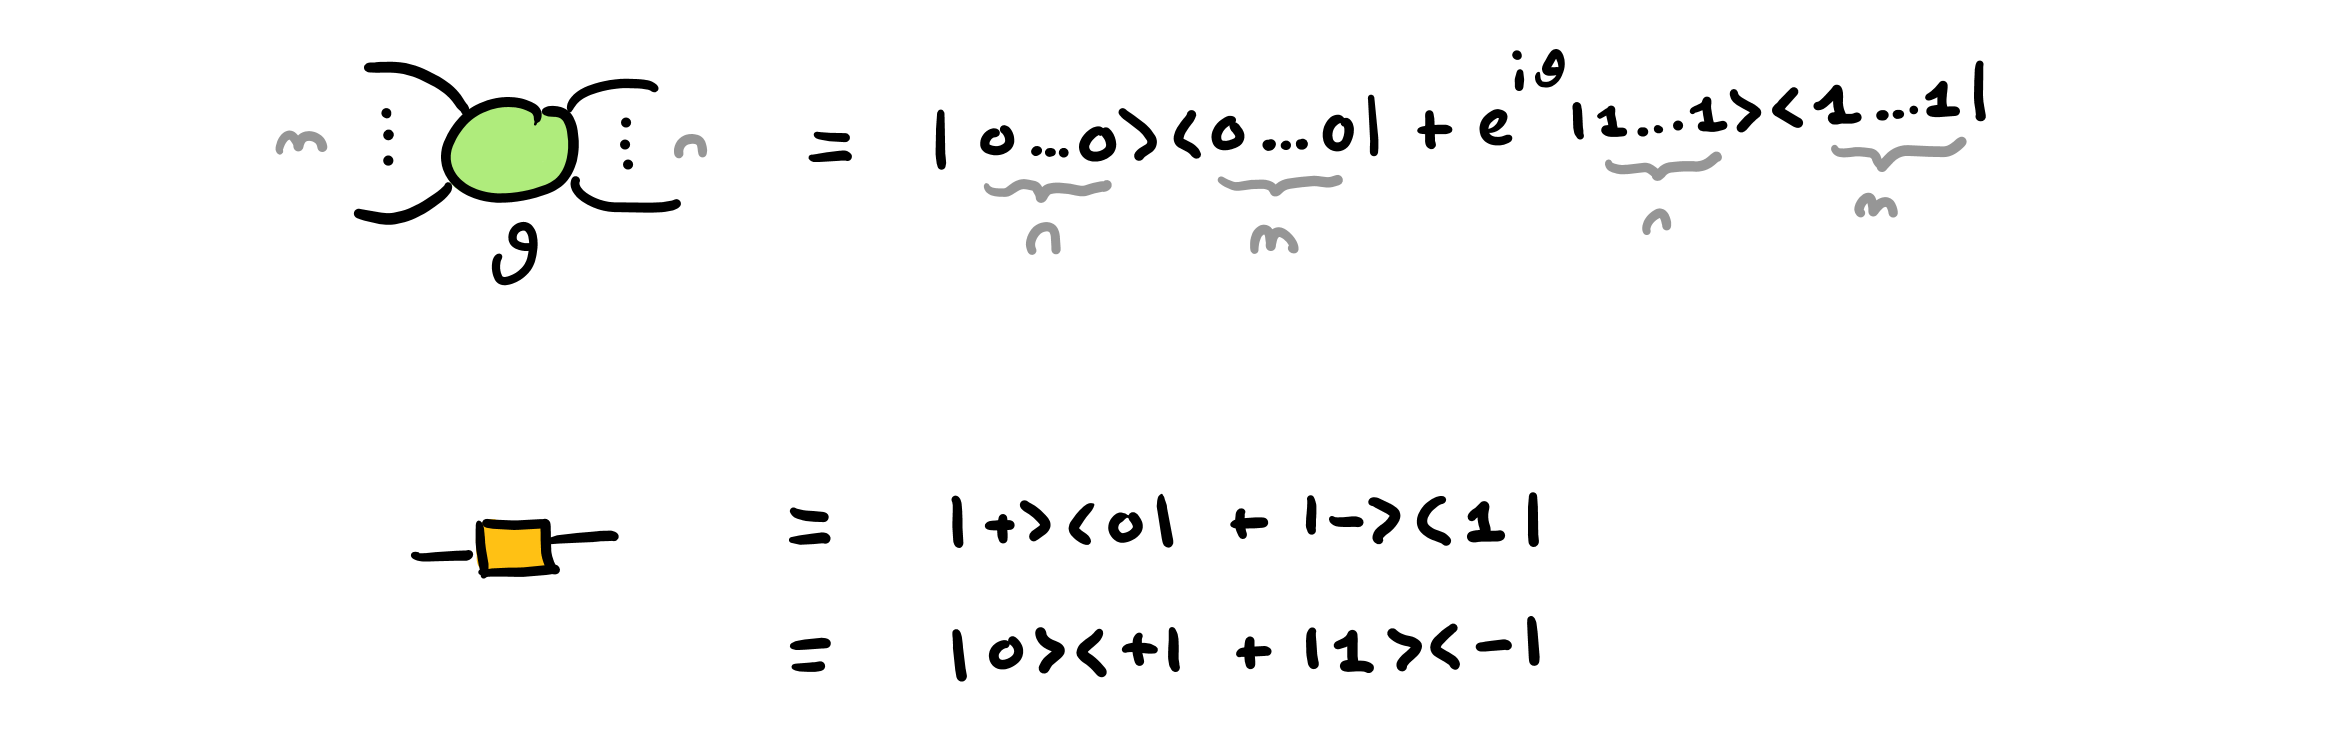 m ⋮ ⋮ n = |0...0><0...0| + e^{iϑ} |1...1><1...1|
n m n m
ϑ
= |+><0| + |-><1|
= |0><+| + |1><-|